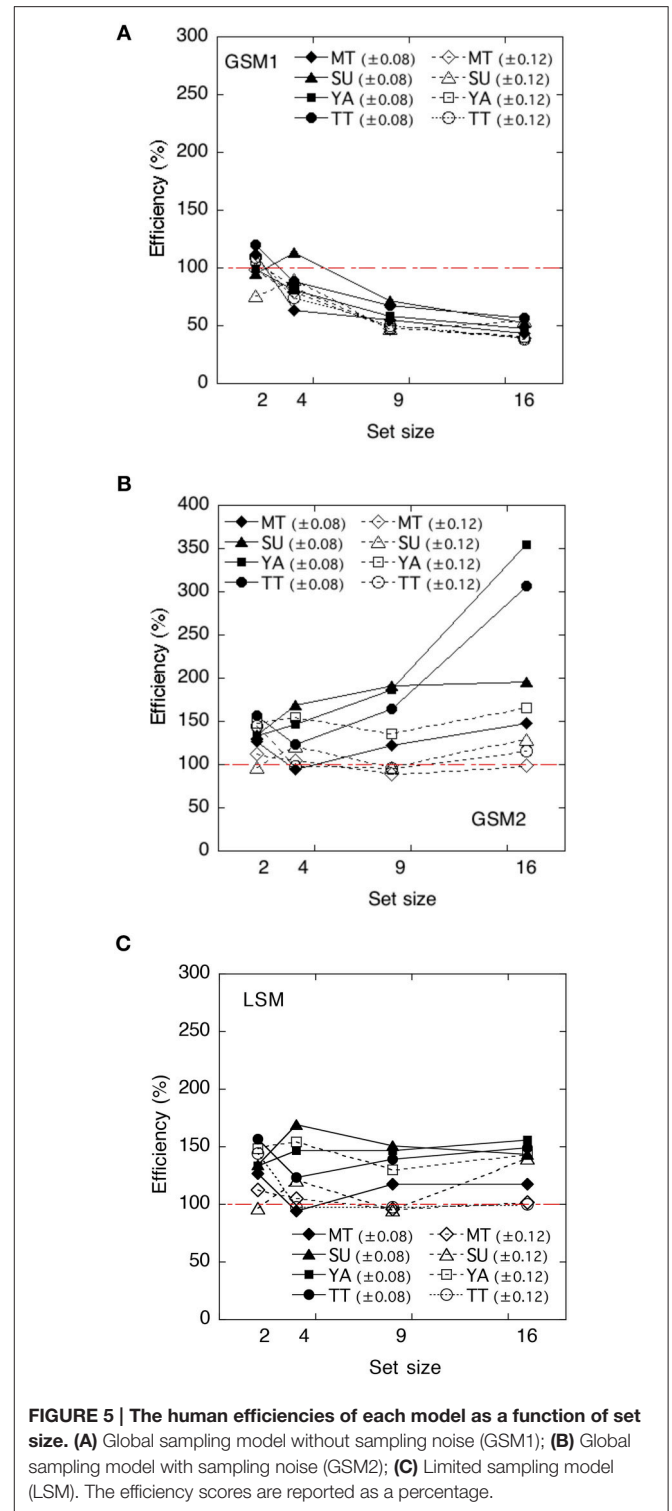 A
300
250
200
150
100
50
0
Efficiency (%)
GSM1
MT (±0.08) MT (±0.12)
SU (±0.08) SU (±0.12)
YA (±0.08) YA (±0.12)
TT (±0.08) TT (±0.12)
2 4 9 16
Set size
B
400
350
300
250
200
150
100
50
0
Efficiency (%)
MT (±0.08) MT (±0.12)
SU (±0.08) SU (±0.12)
YA (±0.08) YA (±0.12)
TT (±0.08) TT (±0.12)
GSM2
2 4 9 16
Set size
C
300
250
200
150
100
50
0
Efficiency (%)
LSM
MT (±0.08) MT (±0.12)
SU (±0.08) SU (±0.12)
YA (±0.08) YA (±0.12)
TT (±0.08) TT (±0.12)
2 4 9 16
Set size
FIGURE 5 | The human efficiencies of each model as a function of set
size. (A) Global sampling model without sampling noise (GSM1); (B) Global
sampling model with sampling noise (GSM2); (C) Limited sampling model
(LSM). The efficiency scores are reported as a percentage.